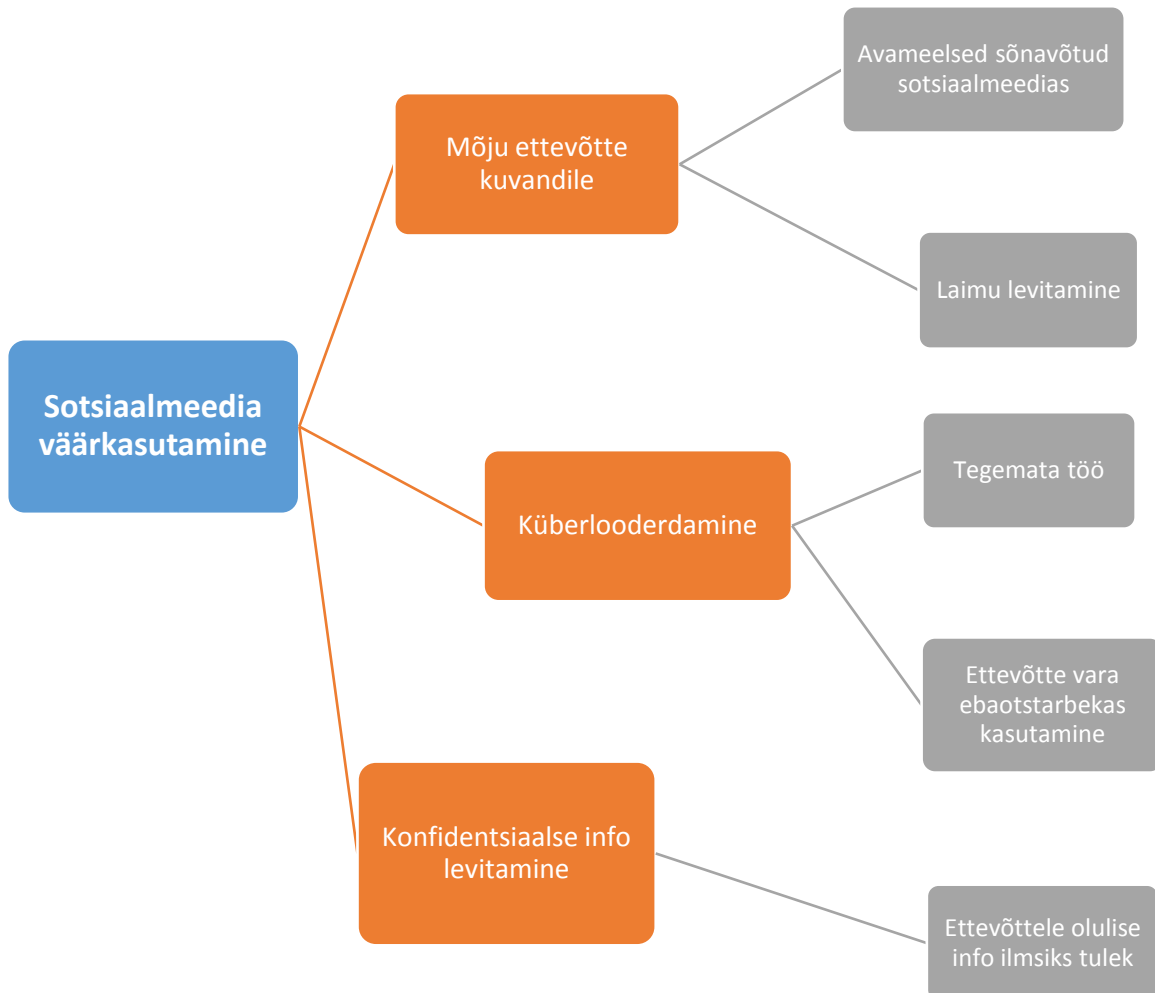 Avameelsed sõnavõtud
sotsiaalmeedias
Mõju ettevõtte
kuvandile
Laimu levitamine
Sotsiaalmeedia
väärkasutamine
Tegemata töö
Küberlooderdamine
Ettevõtte vara
ebaotstarbekas
kasutamine
Konfidentsiaalse info
levitamine
Ettevõttele olulise
info ilmsiks tulek